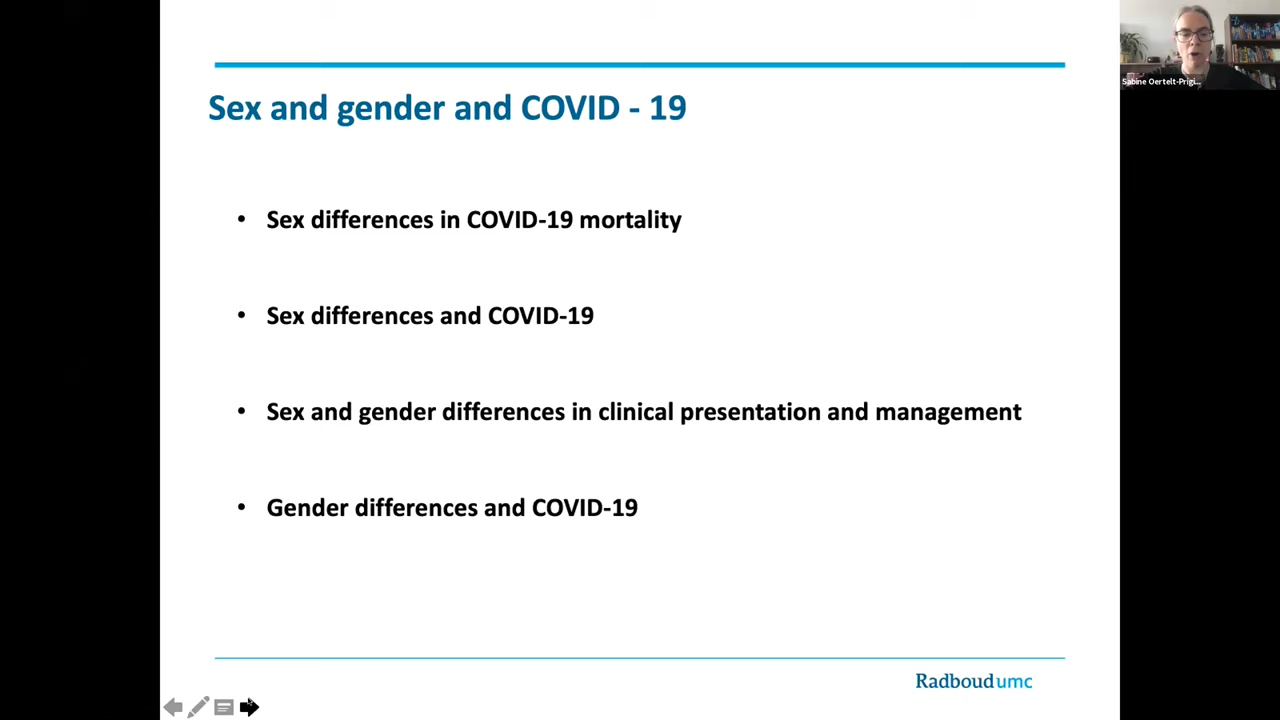 Sabine Oertelt-Prigi...
Sex and gender and COVID - 19
• Sex differences in COVID-19 mortality
• Sex differences and COVID-19
• Sex and gender differences in clinical presentation and management
• Gender differences and COVID-19
Radboudumc